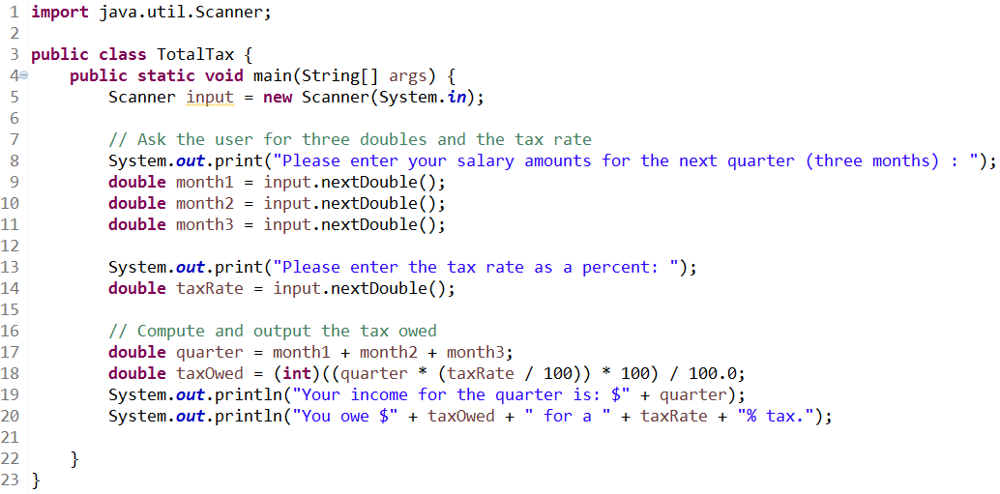 1 import java.util.Scanner;
2
3 public class TotalTax {
4     public static void main(String[] args) {
5         Scanner input = new Scanner(System.in);
6
7         // Ask the user for three doubles and the tax rate
8         System.out.print("Please enter your salary amounts for the next quarter (three months) : ");
9         double month1 = input.nextDouble();
10         double month2 = input.nextDouble();
11         double month3 = input.nextDouble();
12
13         System.out.print("Please enter the tax rate as a percent: ");
14         double taxRate = input.nextDouble();
15
16         // Compute and output the tax owed
17         double quarter = month1 + month2 + month3;
18         double taxOwed = (int)((quarter * (taxRate / 100)) * 100) / 100.0;
19         System.out.println("Your income for the quarter is: $" + quarter);
20         System.out.println("You owe $" + taxOwed + " for a " + taxRate + "% tax.");
21
22     }
23 }